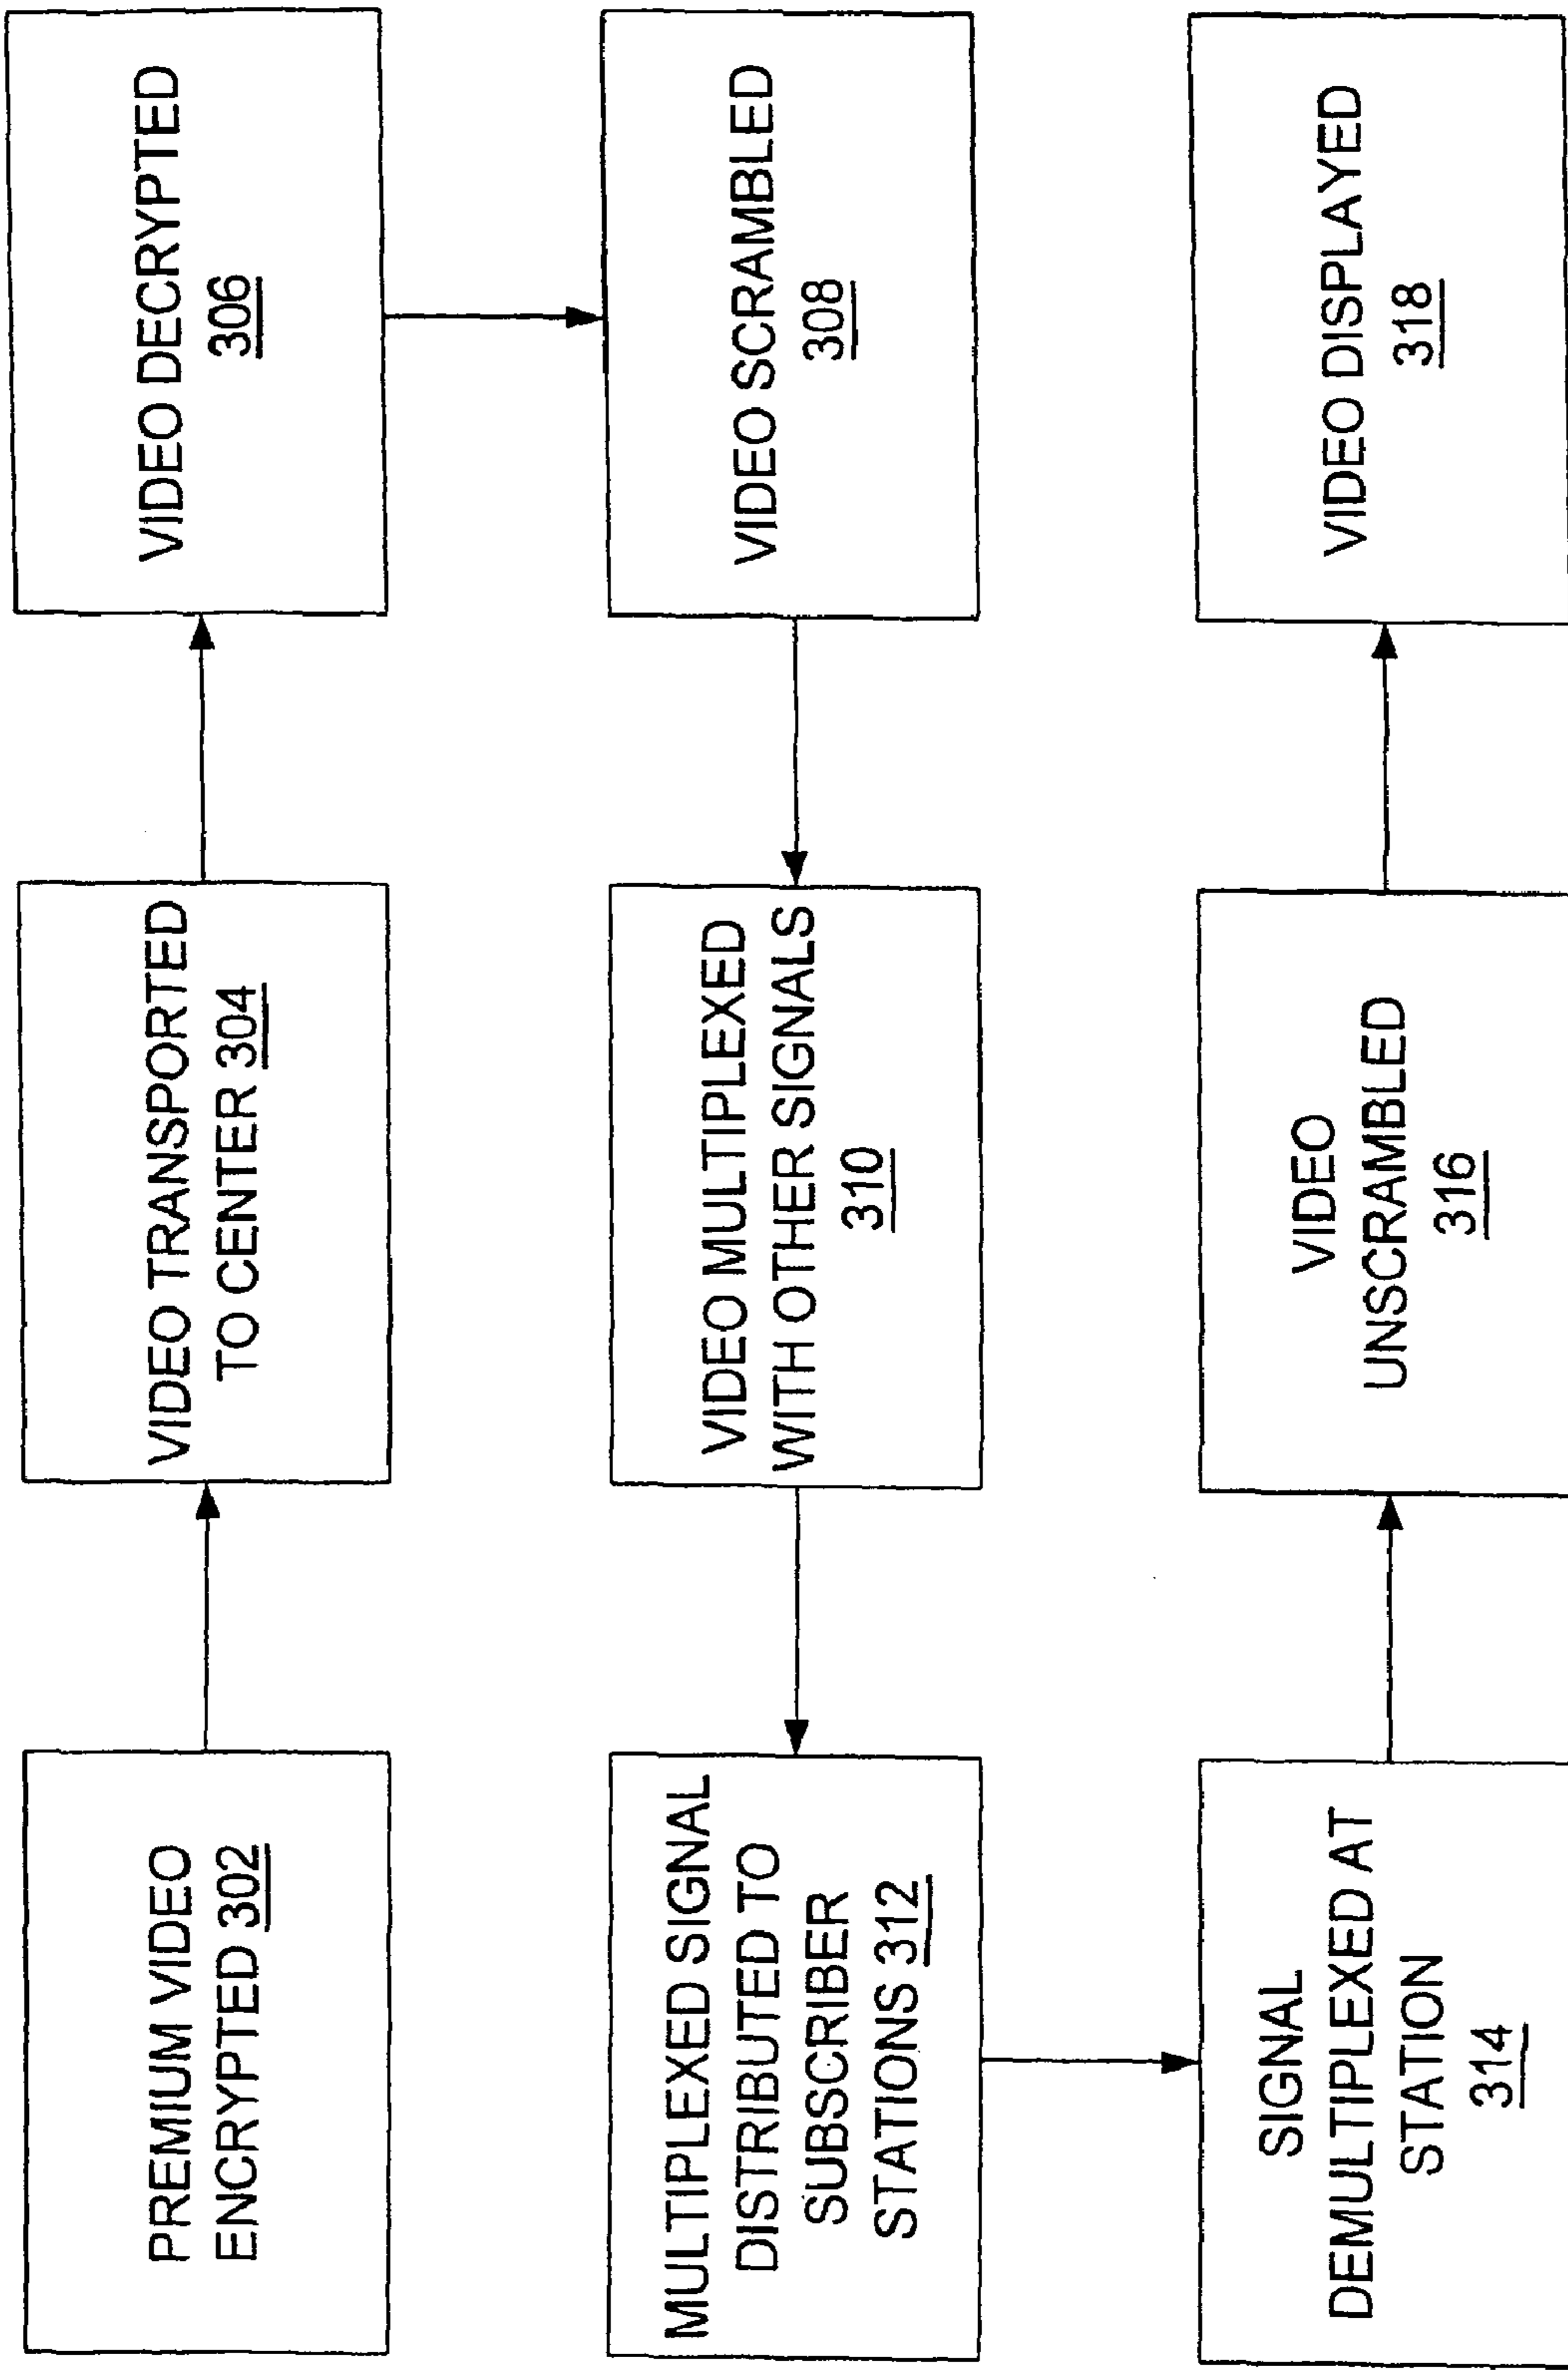 PREMIUM VIDEO
ENCRYPTED 302
VIDEO TRANSPORTED
TO CENTER 304
VIDEO DECRYPTED
306
VIDEO SCRAMBLED
308
VIDEO MULTIPLEXED
WITH OTHER SIGNALS
310
MULTIPLEXED SIGNAL
DISTRIBUTED TO
SUBSCRIBER
STATIONS 312
SIGNAL
DEMULTIPLEXED AT
STATION
314
VIDEO
UNSCRAMBLED
316
VIDEO DISPLAYED
318